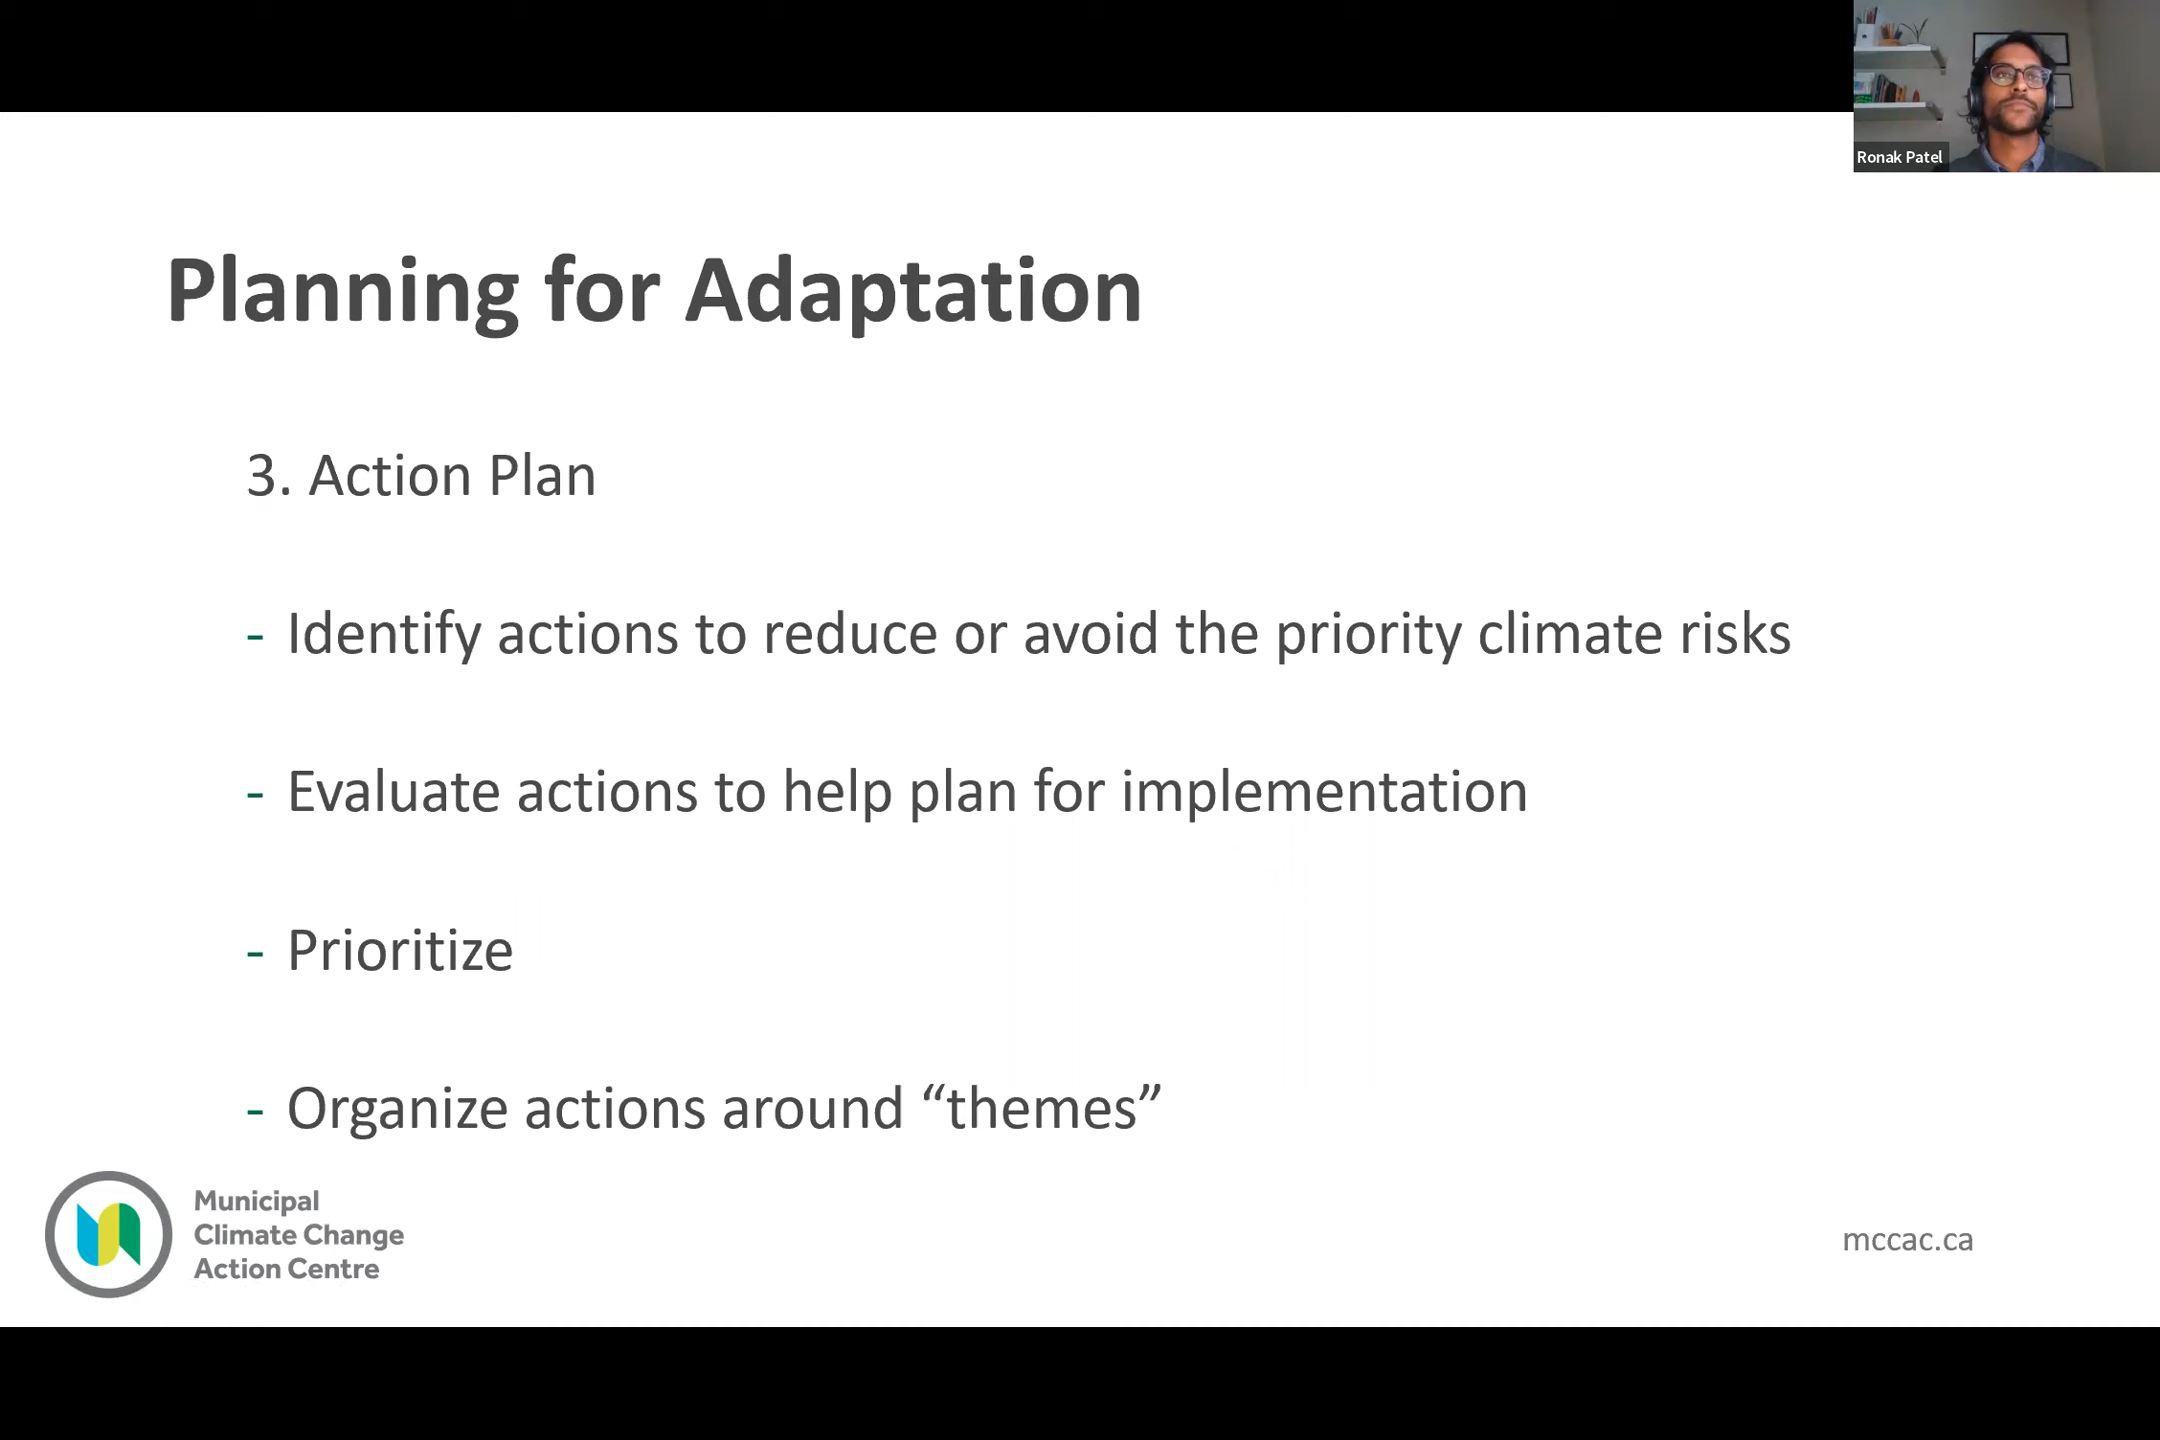 Ronak Patel
Planning for Adaptation
3. Action Plan
- Identify actions to reduce or avoid the priority climate risks
- Evaluate actions to help plan for implementation
- Prioritize
- Organize actions around “themes”
Municipal
Climate Change
Action Centre
mccac.ca